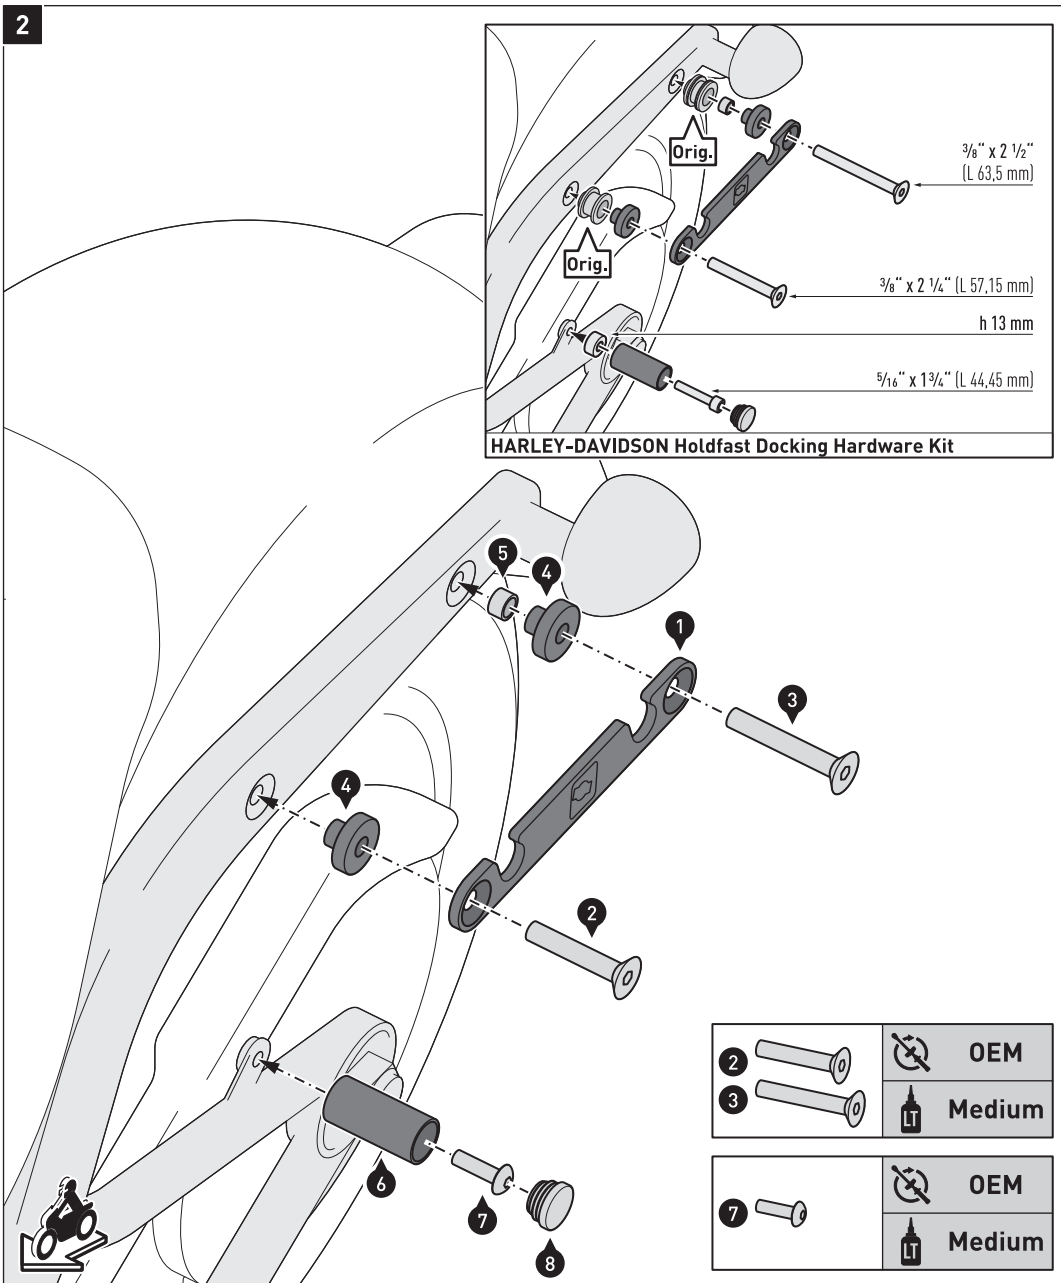 2
Orig.
3/8“ x 2 1/2“
(L 63,5 mm)
Orig.
3/8“ x 2 1/4“ (L 57,15 mm)
h 13 mm
5/16“ x 1 3/4“ (L 44,45 mm)
HARLEY-DAVIDSON Holdfast Docking Hardware Kit
5
4
1
3
4
2
6
7
8
2
3
OEM
LT Medium
7
OEM
LT Medium